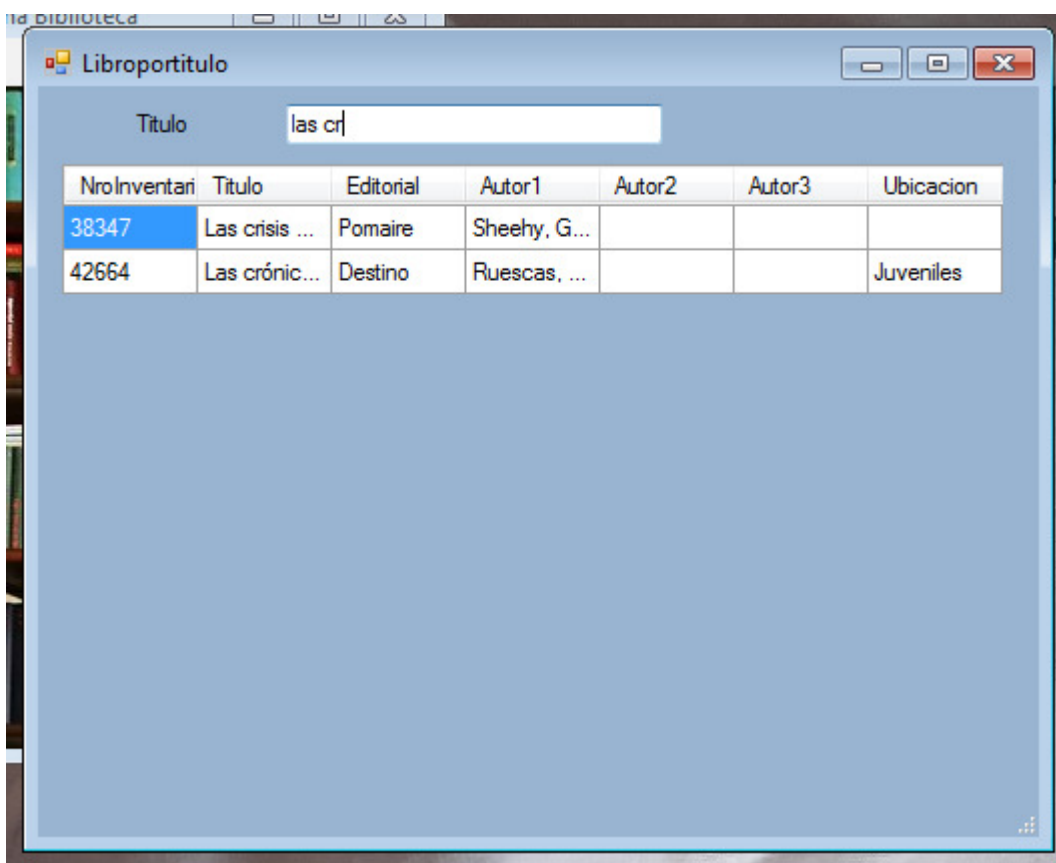 Biblioteca
Libroportitulo
Titulo las cr
NroInventari Titulo Editorial Autor1 Autor2 Autor3 Ubicacion
38347 Las crisis ... Pomaire Sheehy, G...
42664 Las crónic... Destino Ruescas, ... Juveniles